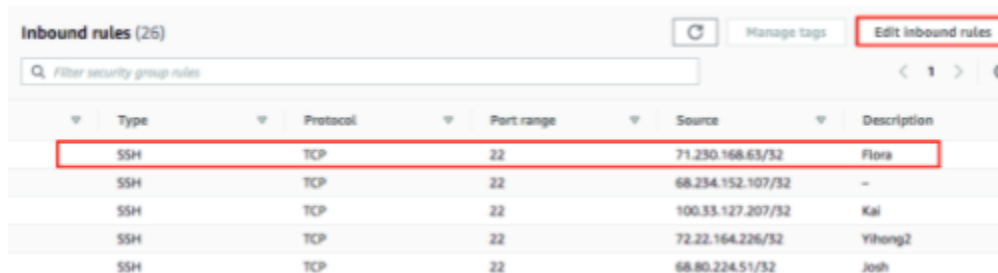 Inbound rules (26) Manage tags Edit inbound rules
Filter security group rules < 1 >
Type Protocol Port range Source Description
SSH TCP 22 71.230.168.63/32 Flora
SSH TCP 22 68.234.152.107/32 –
SSH TCP 22 100.33.127.207/32 Kai
SSH TCP 22 72.22.164.226/32 Yihong2
SSH TCP 22 68.80.224.51/32 Josh